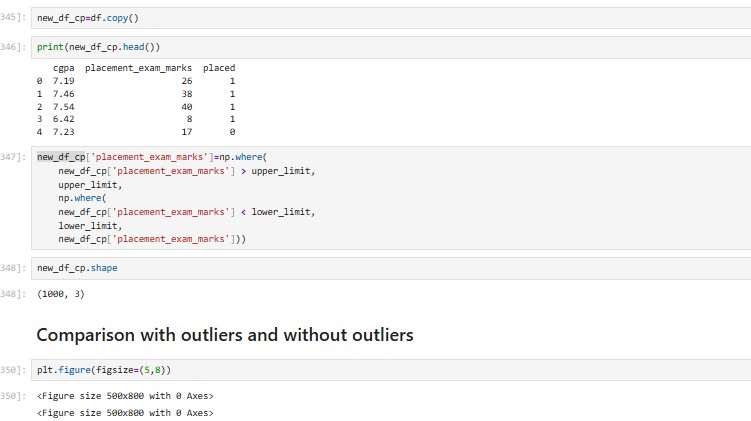 345]: new_df_cp=df.copy()
346]: print(new_df_cp.head())
cgpa placement_exam_marks placed
0 7.19 26 1
1 7.46 38 1
2 7.54 40 1
3 6.42 8 1
4 7.23 17 0
347]: new_df_cp['placement_exam_marks']=np.where(
new_df_cp['placement_exam_marks'] > upper_limit,
upper_limit,
np.where(
new_df_cp['placement_exam_marks'] < lower_limit,
lower_limit,
new_df_cp['placement_exam_marks']))
348]: new_df_cp.shape
348]: (1000, 3)
Comparison with outliers and without outliers
350]: plt.figure(figsize=(5,8))
350]: <Figure size 500x800 with 0 Axes>
<Figure size 500x800 with 0 Axes>